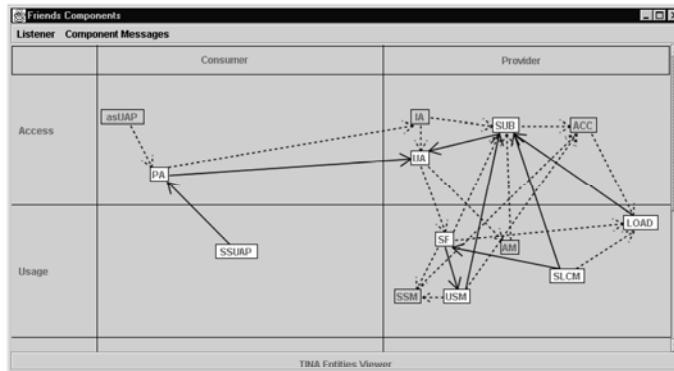 Friends Components
Listener Component Messages
Consumer Provider
Access
asUAP
IA
SUB
ACC
UA
PA
LOAD
Usage
SF
AM
SSUAP
SLCM
SSM
USM
TINA Entities Viewer